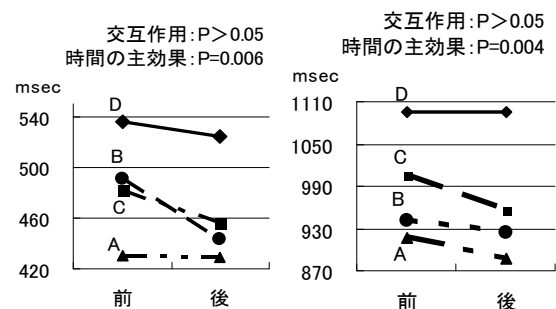 交互作用:P＞0.05
時間の主効果:P=0.006
msec
540
500
460
420
D
B
C
A
前 後
交互作用:P＞0.05
時間の主効果:P=0.004
msec
1110
1050
990
930
870
D
C
B
A
前 後